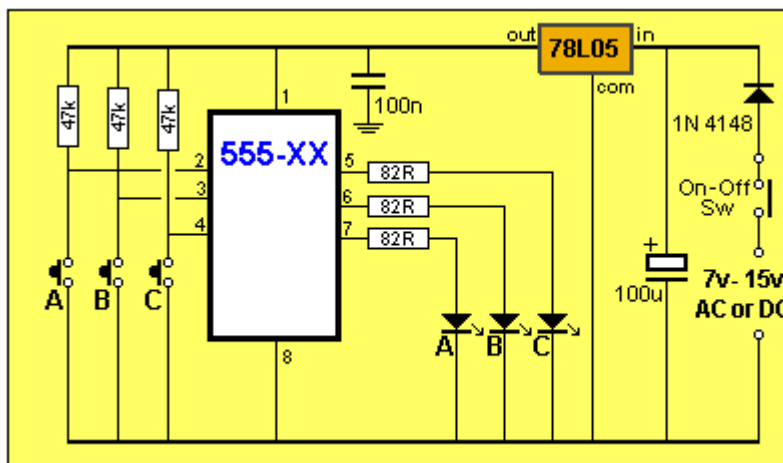 out
78L05
in
com
1
100n
47k
47k
47k
1N 4148
555-XX
2
3
4
5
6
7
82R
82R
82R
On-Off
Sw
+
100u
7v-15v
AC or DC
A
B
C
A
B
C
8